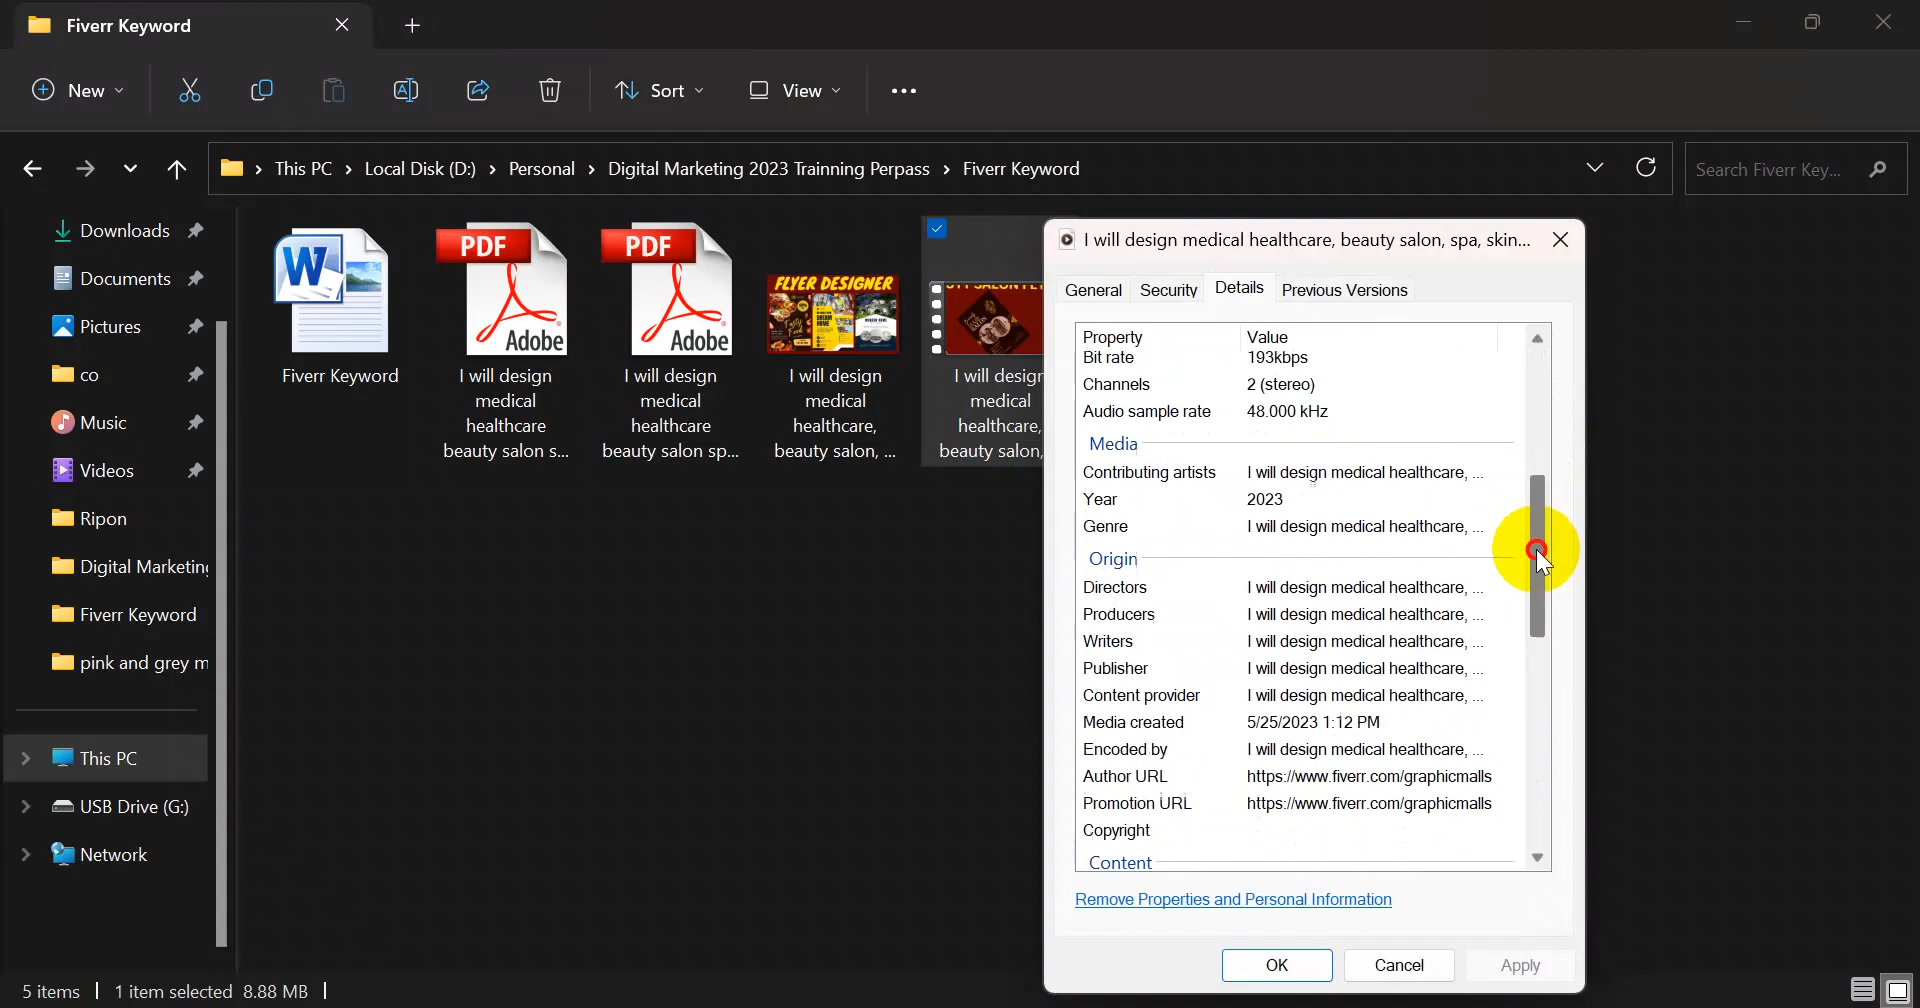 Fiverr Keyword
New
Sort
View
This PC > Local Disk (D:) > Personal > Digital Marketing 2023 Trainning Perpass > Fiverr Keyword
Search Fiverr Key...
Downloads
Documents
Pictures
co
Music
Videos
Ripon
Digital Marketin
Fiverr Keyword
pink and grey m
This PC
USB Drive (G:)
Network
Fiverr Keyword
PDF
Adobe
I will design
medical
healthcare
beauty salon s...
PDF
Adobe
I will design
medical
healthcare
beauty salon sp...
FLYER DESIGNER
I will design
medical
healthcare,
beauty salon, ...
I will design
medical
healthcare,
beauty salon,
I will design medical healthcare, beauty salon, spa, skin...
General Security Details Previous Versions
Property Value
Bit rate 193kbps
Channels 2 (stereo)
Audio sample rate 48.000 kHz
Media
Contributing artists I will design medical healthcare, ...
Year 2023
Genre I will design medical healthcare, ...
Origin
Directors I will design medical healthcare, ...
Producers I will design medical healthcare, ...
Writers I will design medical healthcare, ...
Publisher I will design medical healthcare, ...
Content provider I will design medical healthcare, ...
Media created 5/25/2023 1:12 PM
Encoded by I will design medical healthcare, ...
Author URL https://www.fiverr.com/graphicmalls
Promotion URL https://www.fiverr.com/graphicmalls
Copyright
Content
Remove Properties and Personal Information
OK Cancel Apply
5 items 1 item selected 8.88 MB